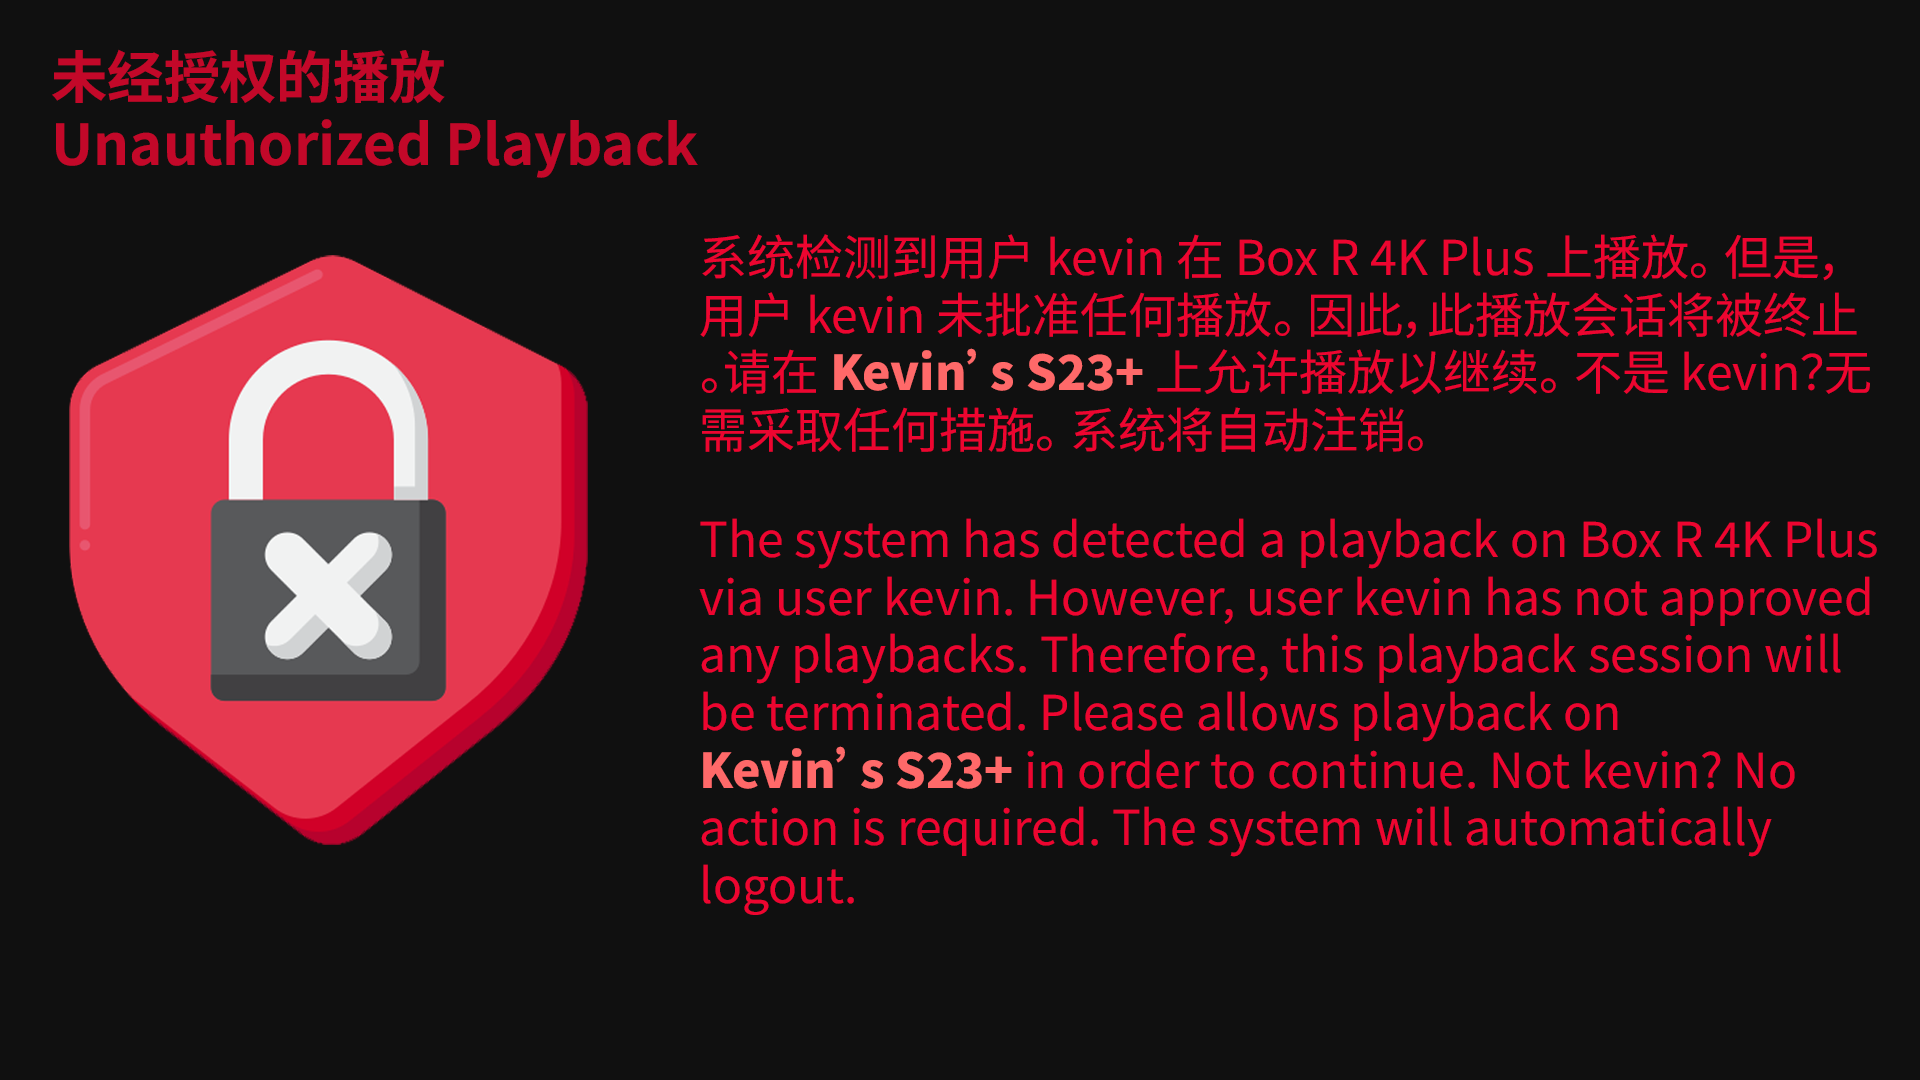 未经授权的播放
Unauthorized Playback
系统检测到用户 kevin 在 Box R 4K Plus 上播放。但是，
用户 kevin 未批准任何播放。因此，此播放会话将被终止
。请在 Kevin’s S23+ 上允许播放以继续。不是 kevin?无
需采取任何措施。系统将自动注销。
The system has detected a playback on Box R 4K Plus
via user kevin. However, user kevin has not approved
any playbacks. Therefore, this playback session will
be terminated. Please allows playback on
Kevin’s S23+ in order to continue. Not kevin? No
action is required. The system will automatically
logout.